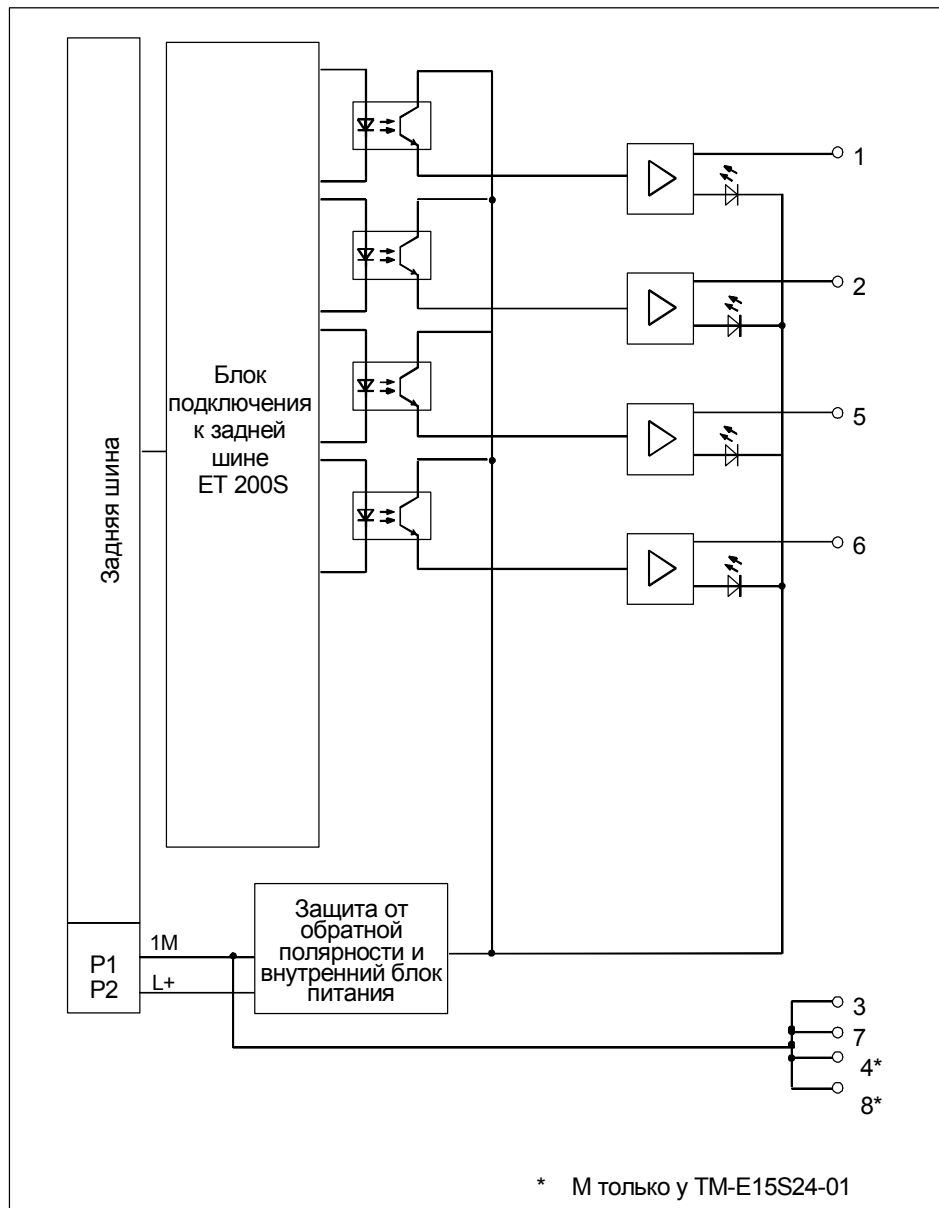 1
2
5
6
Задняя шина
Блок
подключения
к задней
шине
ET 200S
Защита от
обратной
полярности и
внутренний блок
питания
P1
P2
1M
L+
3
7
4*
8*
* М только у TM-E15S24-01